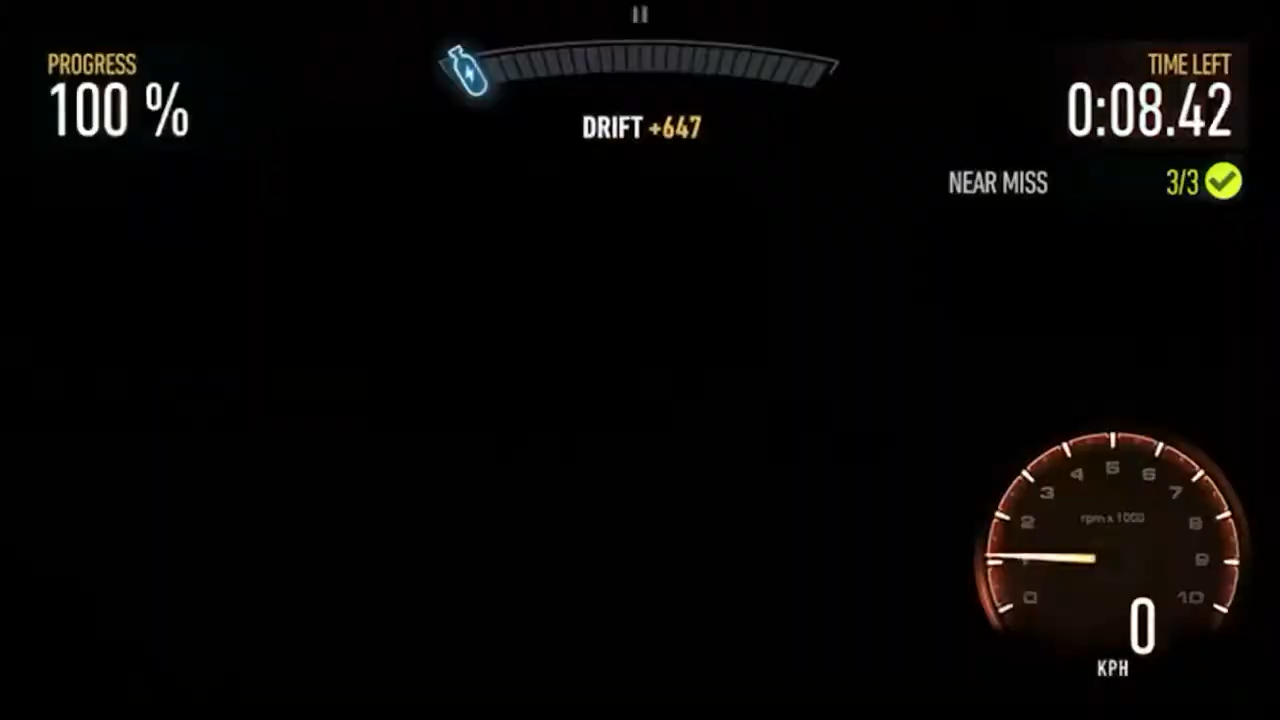 PROGRESS
100 %
DRIFT +647
TIME LEFT
0:08.42
NEAR MISS 3/3
0 1 2 3 4 5 6 7 8 9 10
rpm x 1000
0
KPH